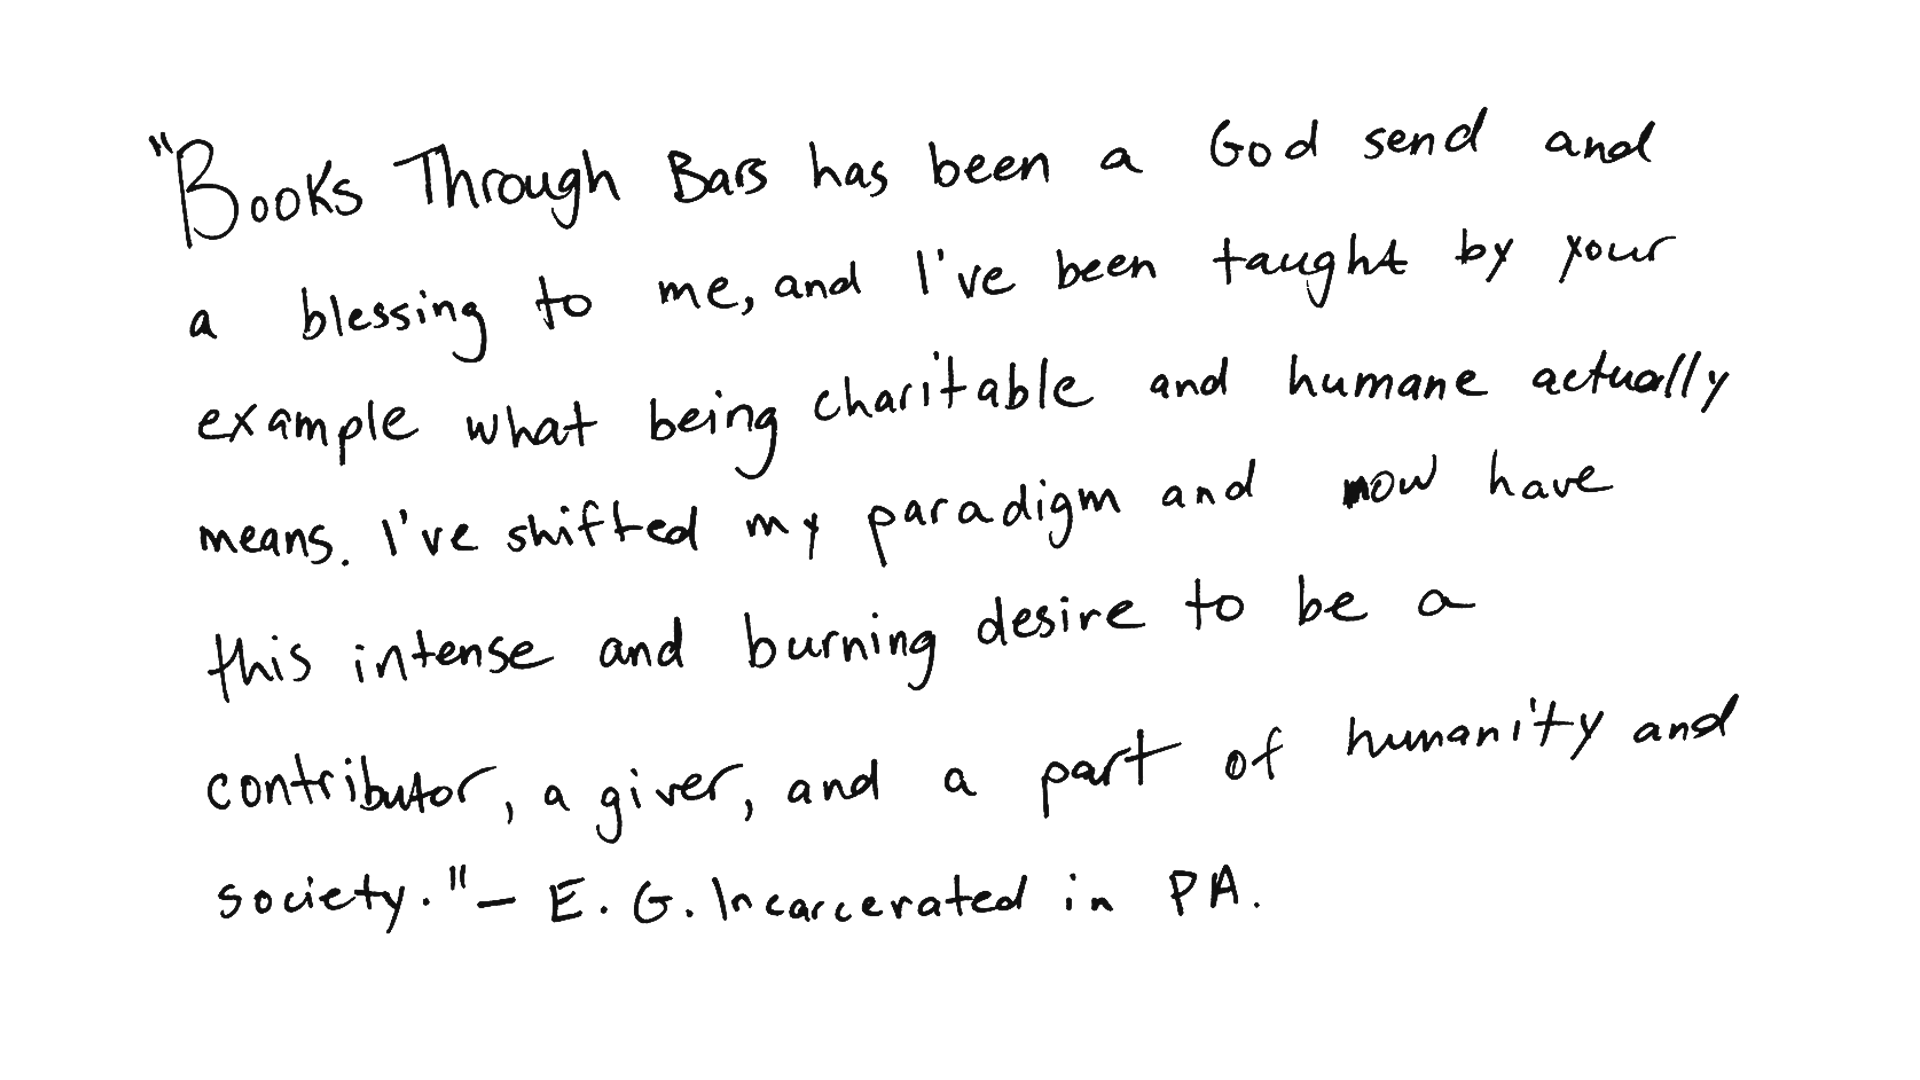 "Books Through Bars has been a God send and
a blessing to me, and I've been taught by your
example what being charitable and humane actually
means. I've shifted my paradigm and now have
this intense and burning desire to be a
contributor, a giver, and a part of humanity and
society." - E. G. Incarcerated in PA.